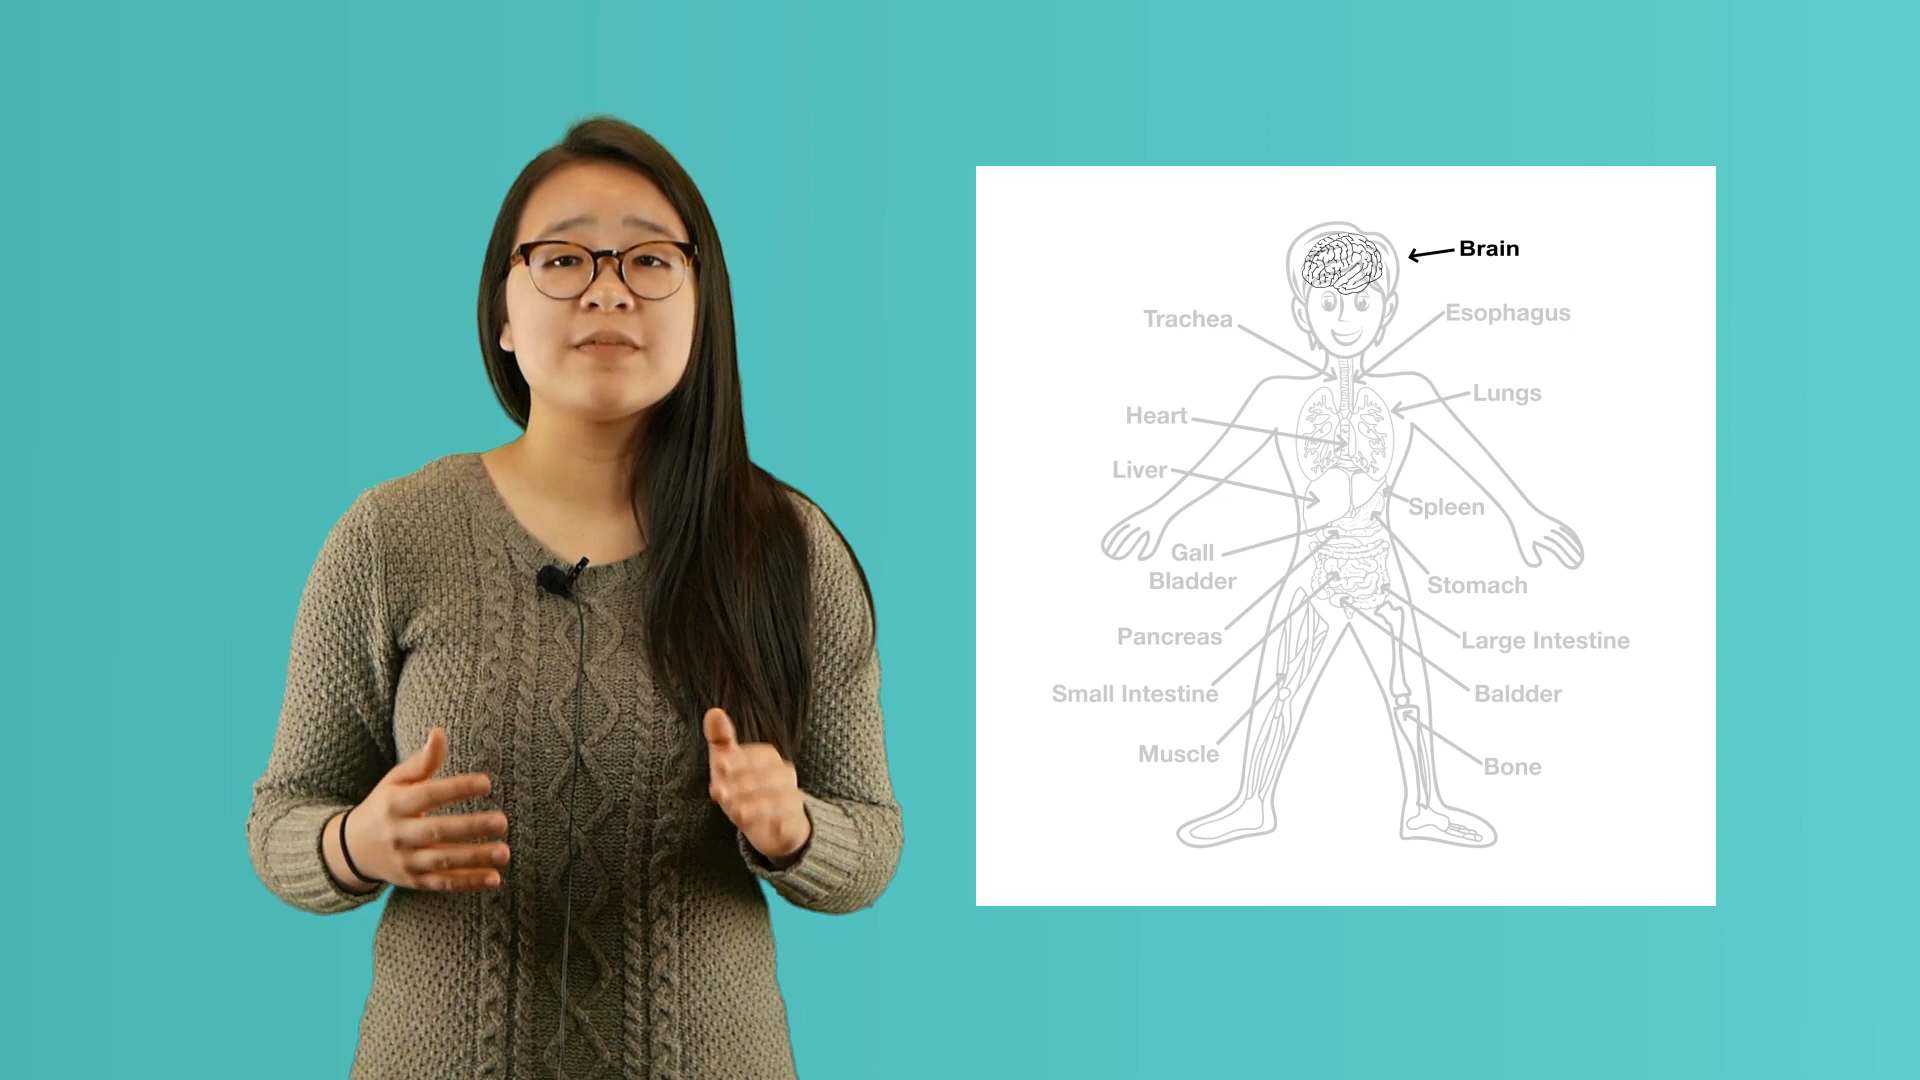 Brain
Trachea
Esophagus
Heart
Lungs
Liver
Spleen
Gall
Bladder
Stomach
Pancreas
Large Intestine
Small Intestine
Baldder
Muscle
Bone